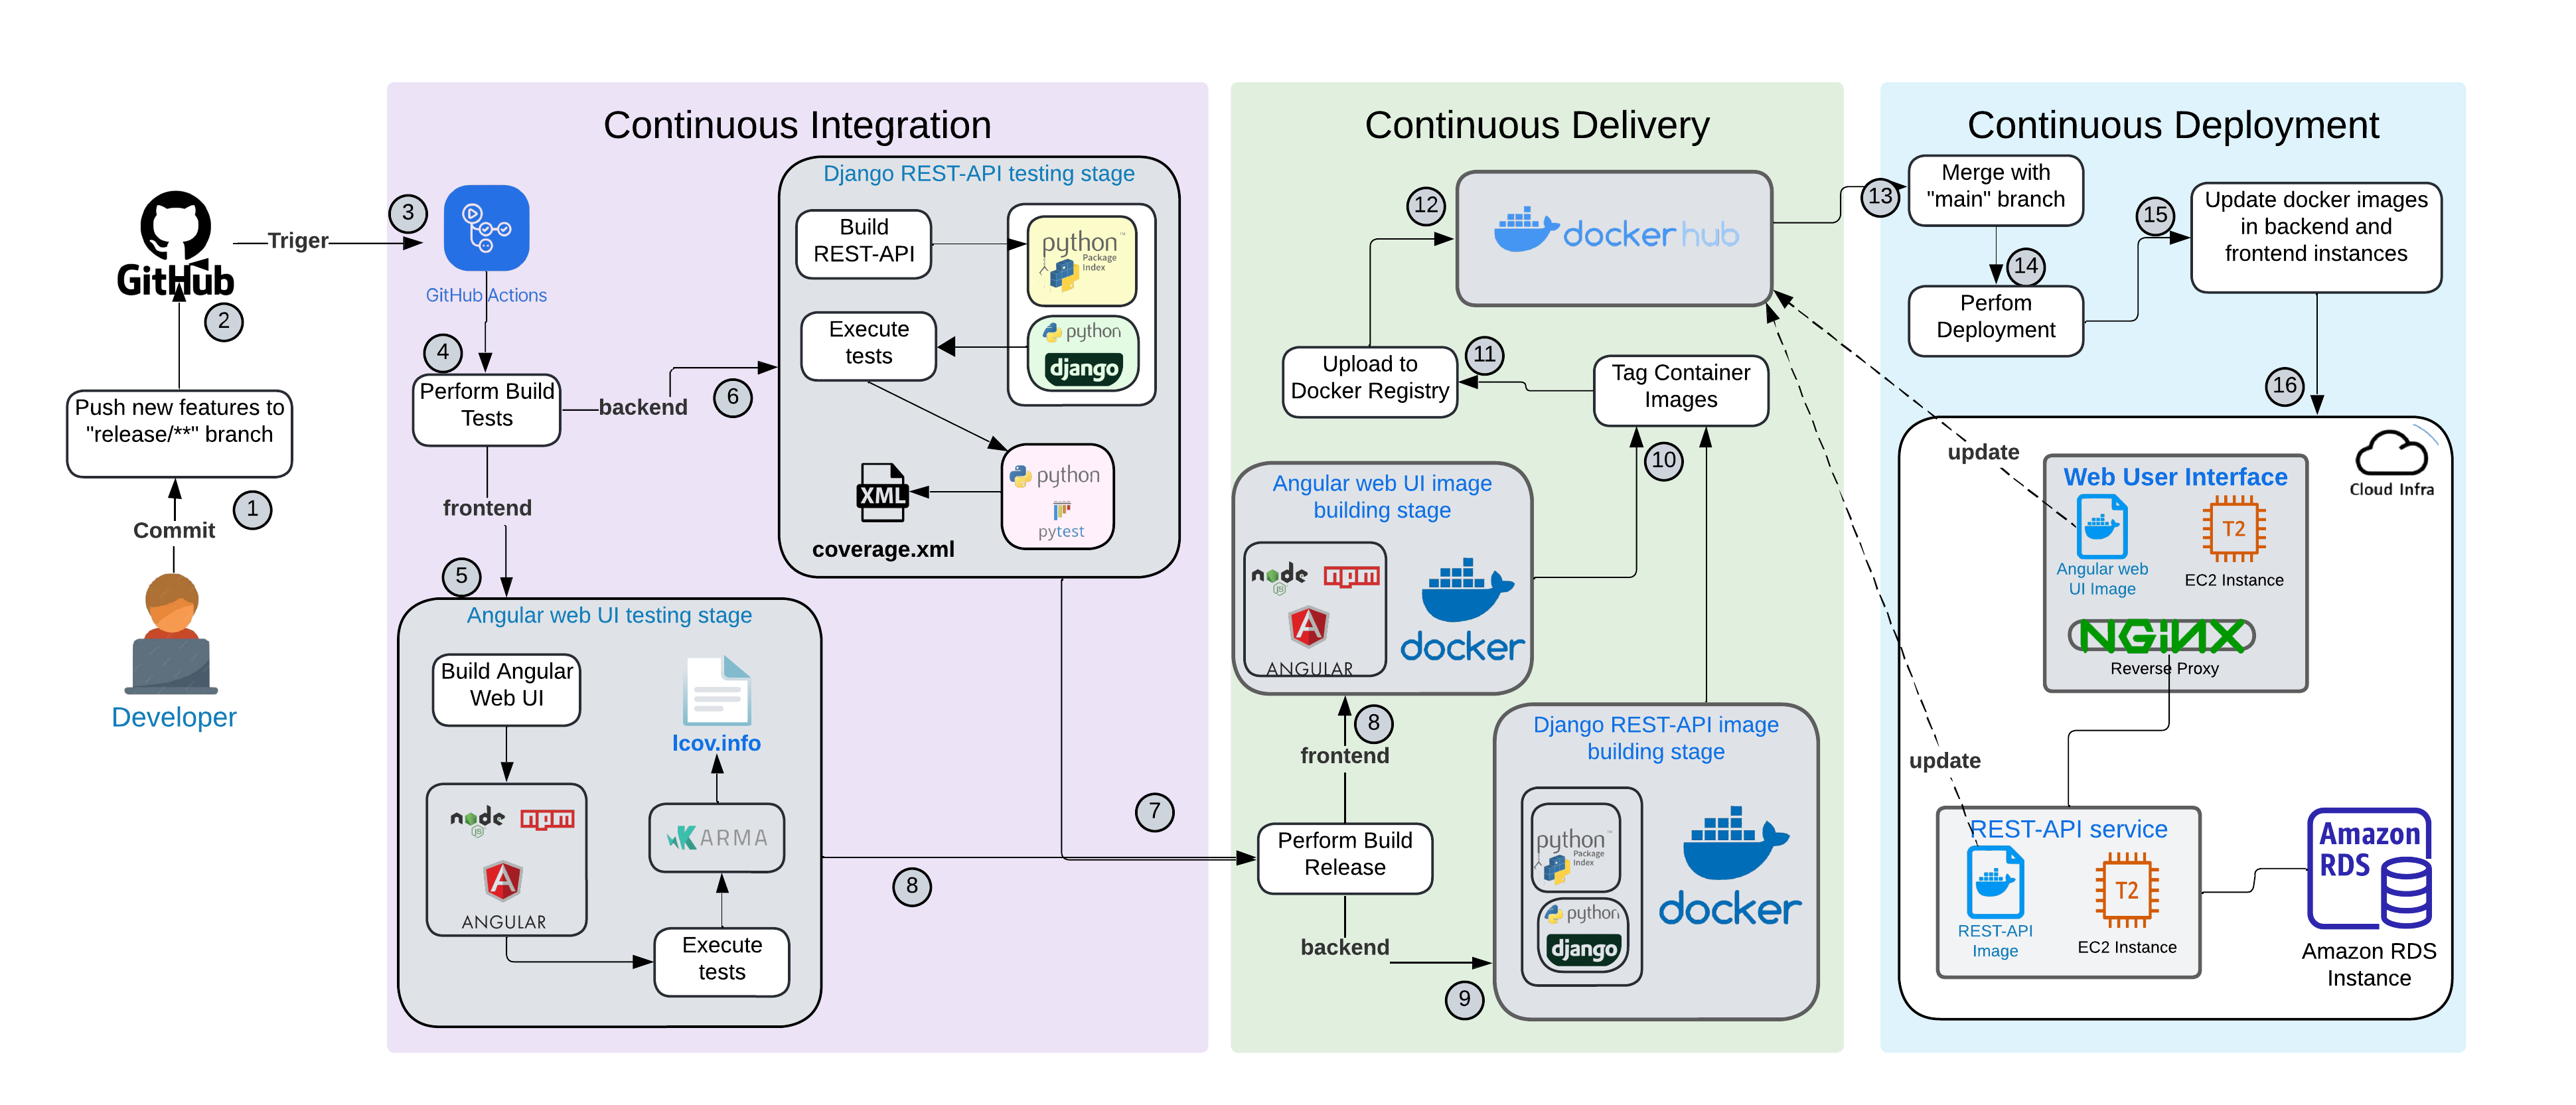 Continuous Integration
Continuous Delivery
Continuous Deployment
GitHub
2
Push new features to
"release/**" branch
1
Commit
Developer
Triger
3
GitHub Actions
4
Perform Build
Tests
backend
6
frontend
5
Django REST-API testing stage
Build
REST-API
python
Package
Index
Execute
tests
python
django
XML
coverage.xml
python
pytest
Angular web UI testing stage
Build Angular
Web UI
node
JS
npm
ANGULAR
lcov.info
KARMA
Execute
tests
7
8
12
docker hub
Upload to
Docker Registry
11
Tag Container
Images
10
Angular web UI image
building stage
node
JS
npm
ANGULAR
docker
8
frontend
Perform Build
Release
backend
9
Django REST-API image
building stage
python
Package
Index
python
django
docker
13
Merge with
"main" branch
14
Perfom
Deployment
15
Update docker images
in backend and
frontend instances
16
Cloud Infra
update
Web User Interface
Angular web
UI Image
T2
EC2 Instance
NGiNX
Reverse Proxy
update
REST-API service
REST-API
Image
T2
EC2 Instance
Amazon
RDS
Amazon RDS
Instance